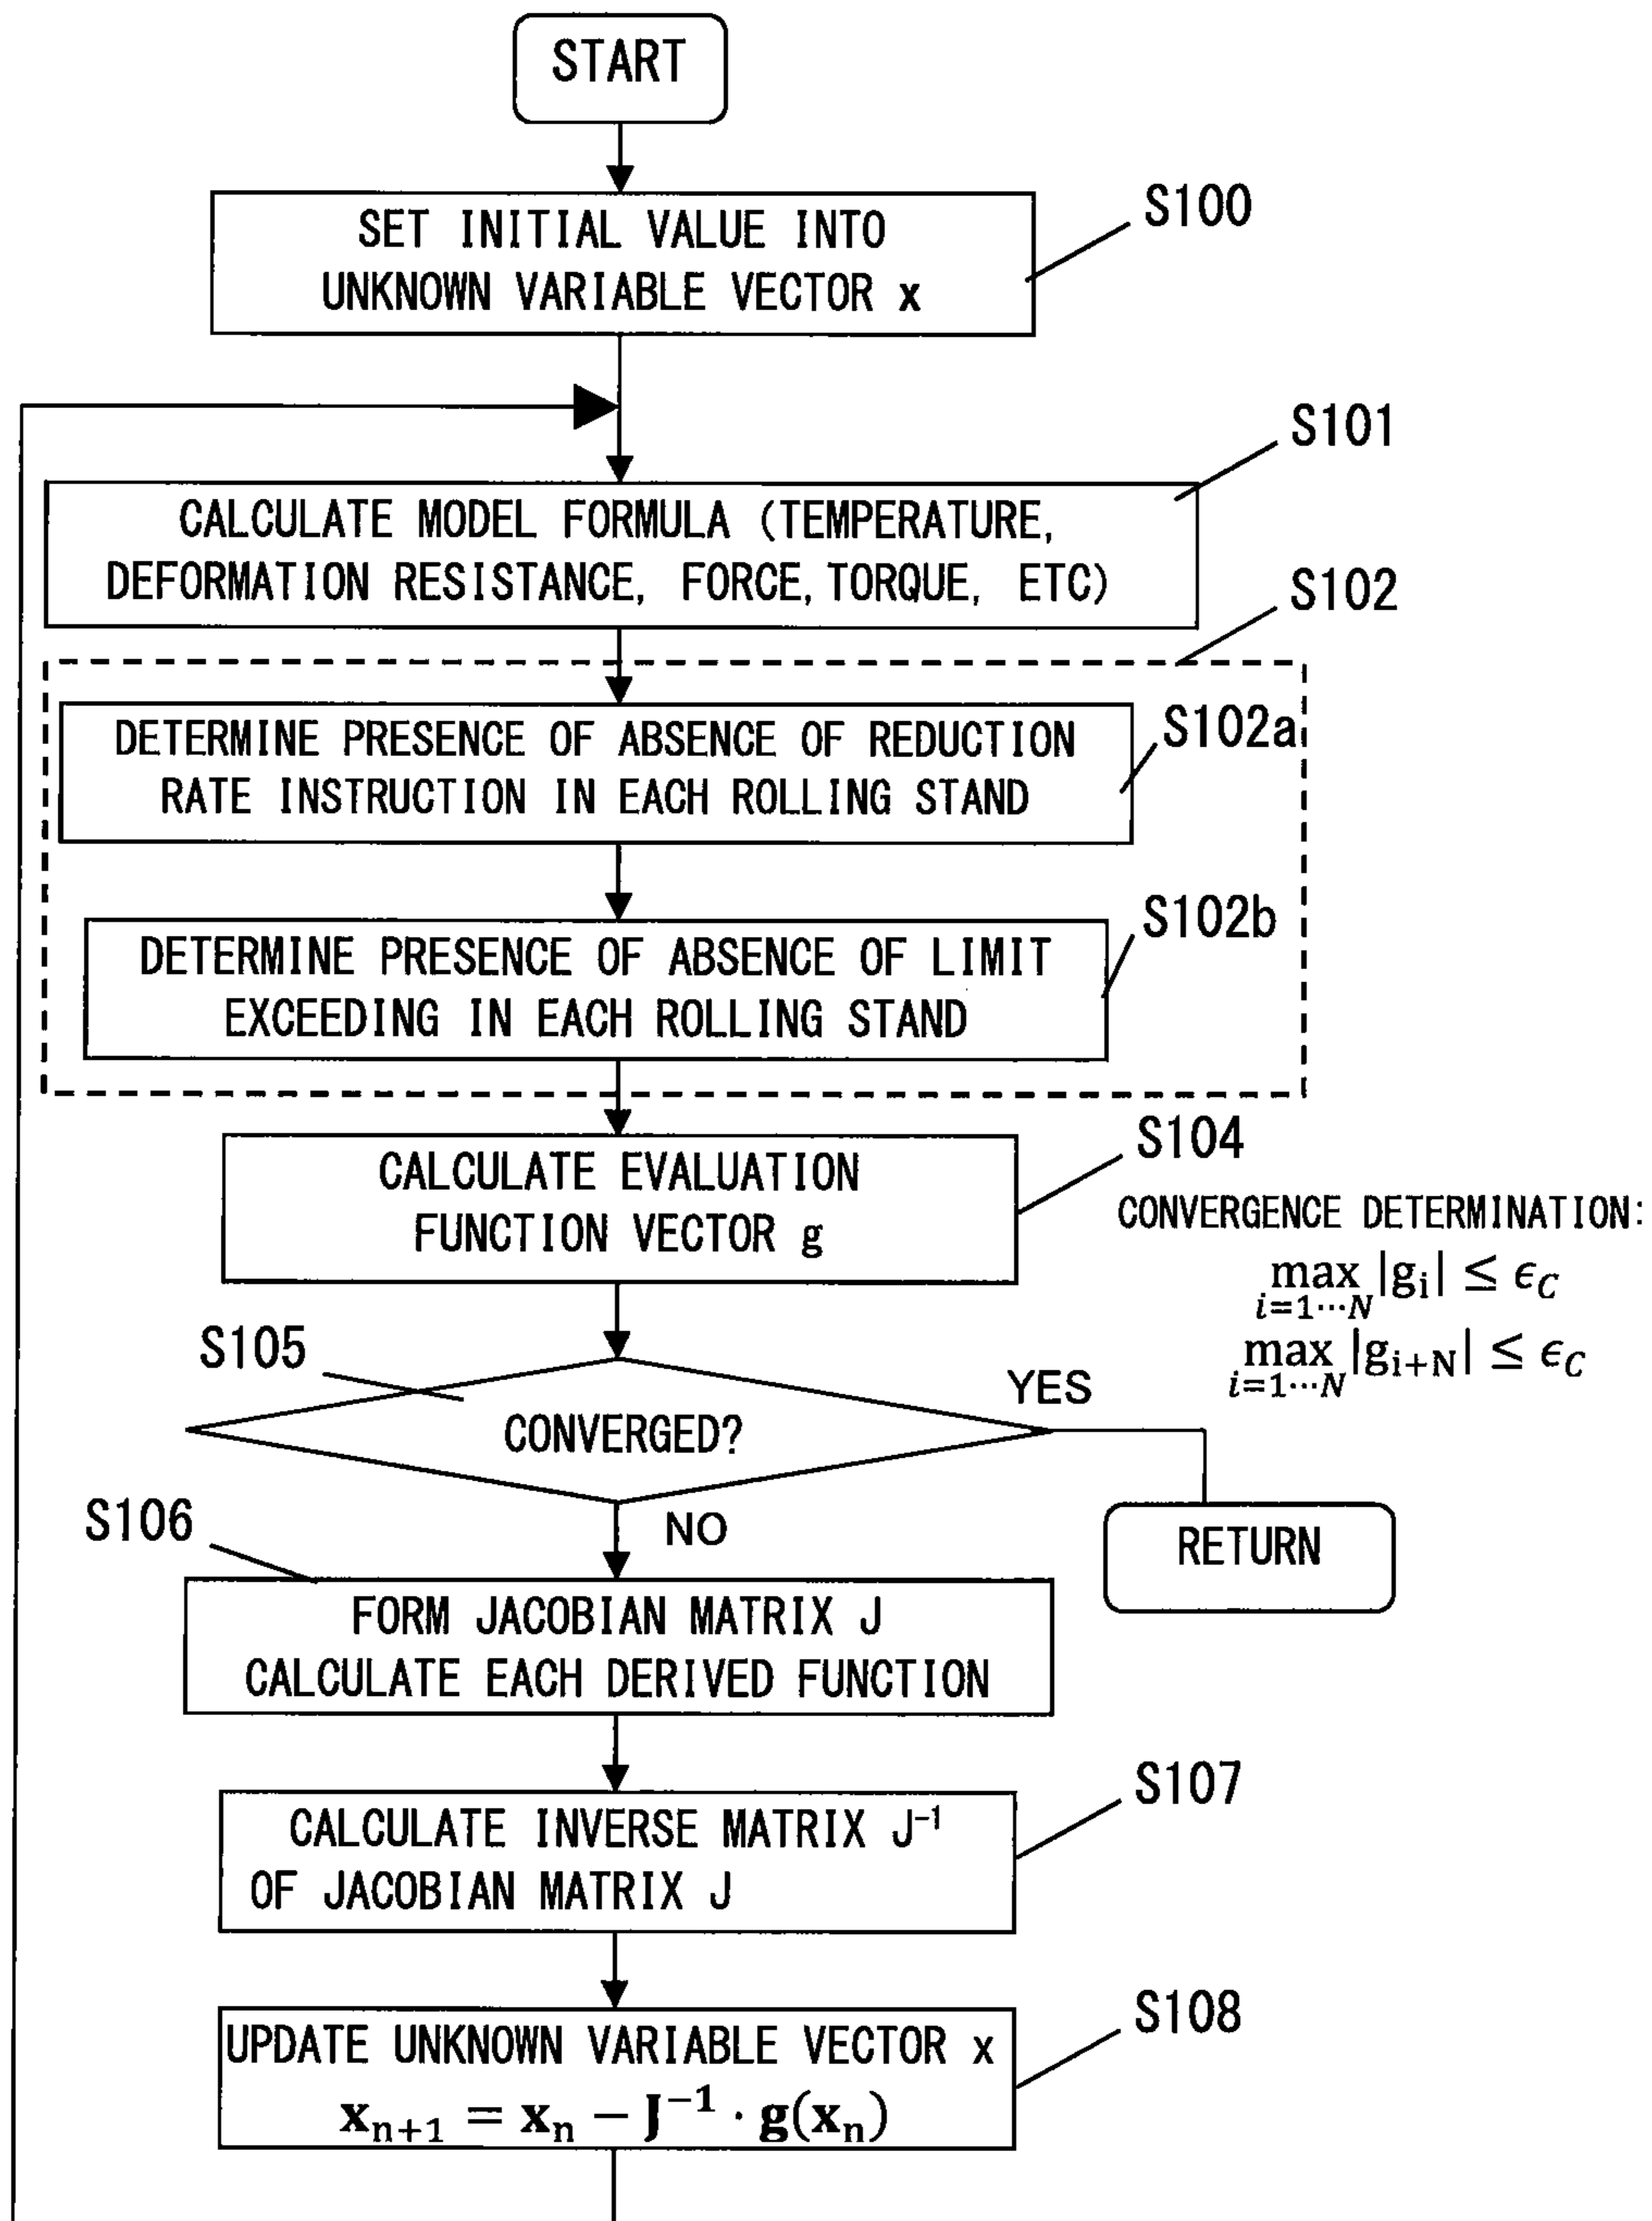 START
S100
SET INITIAL VALUE INTO
UNKNOWN VARIABLE VECTOR x
S101
CALCULATE MODEL FORMULA (TEMPERATURE,
DEFORMATION RESISTANCE, FORCE, TORQUE, ETC)
S102
DETERMINE PRESENCE OF ABSENCE OF REDUCTION
RATE INSTRUCTION IN EACH ROLLING STAND
S102a
DETERMINE PRESENCE OF ABSENCE OF LIMIT
EXCEEDING IN EACH ROLLING STAND
S102b
S104
CALCULATE EVALUATION
FUNCTION VECTOR g
CONVERGENCE DETERMINATION:
max |g_i| ≤ ϵ_C
i=1⋯N
max |g_{i+N}| ≤ ϵ_C
i=1⋯N
S105
CONVERGED?
YES
NO
RETURN
S106
FORM JACOBIAN MATRIX J
CALCULATE EACH DERIVED FUNCTION
S107
CALCULATE INVERSE MATRIX J⁻¹
OF JACOBIAN MATRIX J
S108
UPDATE UNKNOWN VARIABLE VECTOR x
x_{n+1} = x_n − J⁻¹ · g(x_n)